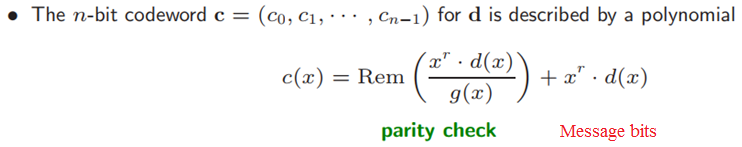 • The n-bit codeword c = (c₀, c₁, ··· , cₙ₋₁) for d is described by a polynomial
c(x) = Rem (xʳ · d(x) / g(x)) + xʳ · d(x)
parity check Message bits